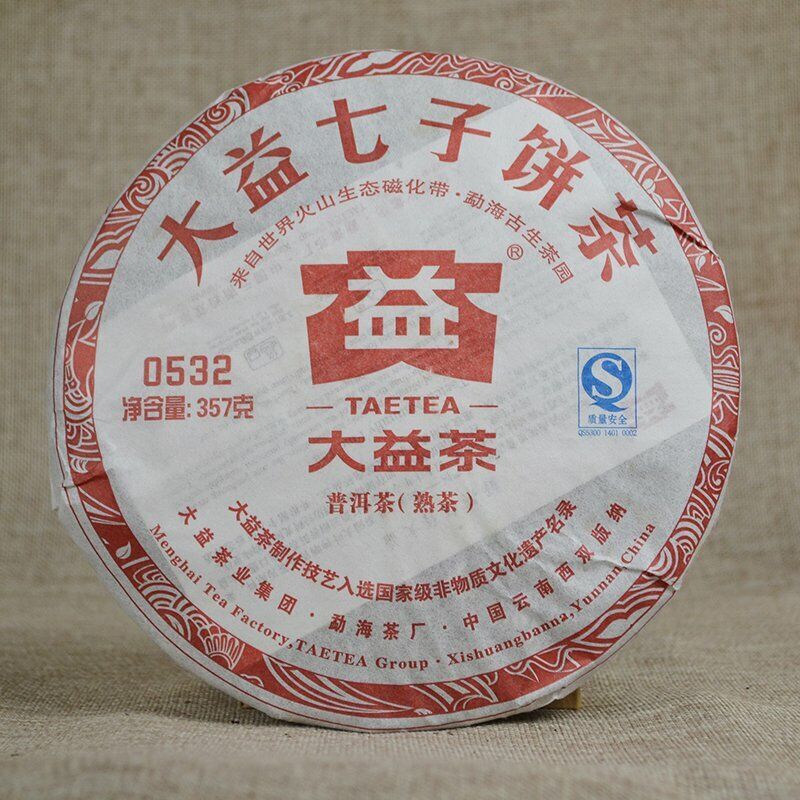 大益七子饼茶
来自世界火山生态磁化带·勐海古生茶园
益
®
0532
净含量:357克
— TAETEA —
大益茶
普洱茶(熟茶)
S
质量安全
QS5300 1401 0002
大益茶制作技艺入选国家级非物质文化遗产名录
大益茶业集团·勐海茶厂·中国云南西双版纳
Menghai Tea Factory,TAETEA Group · Xishuangbanna,Yunnan China